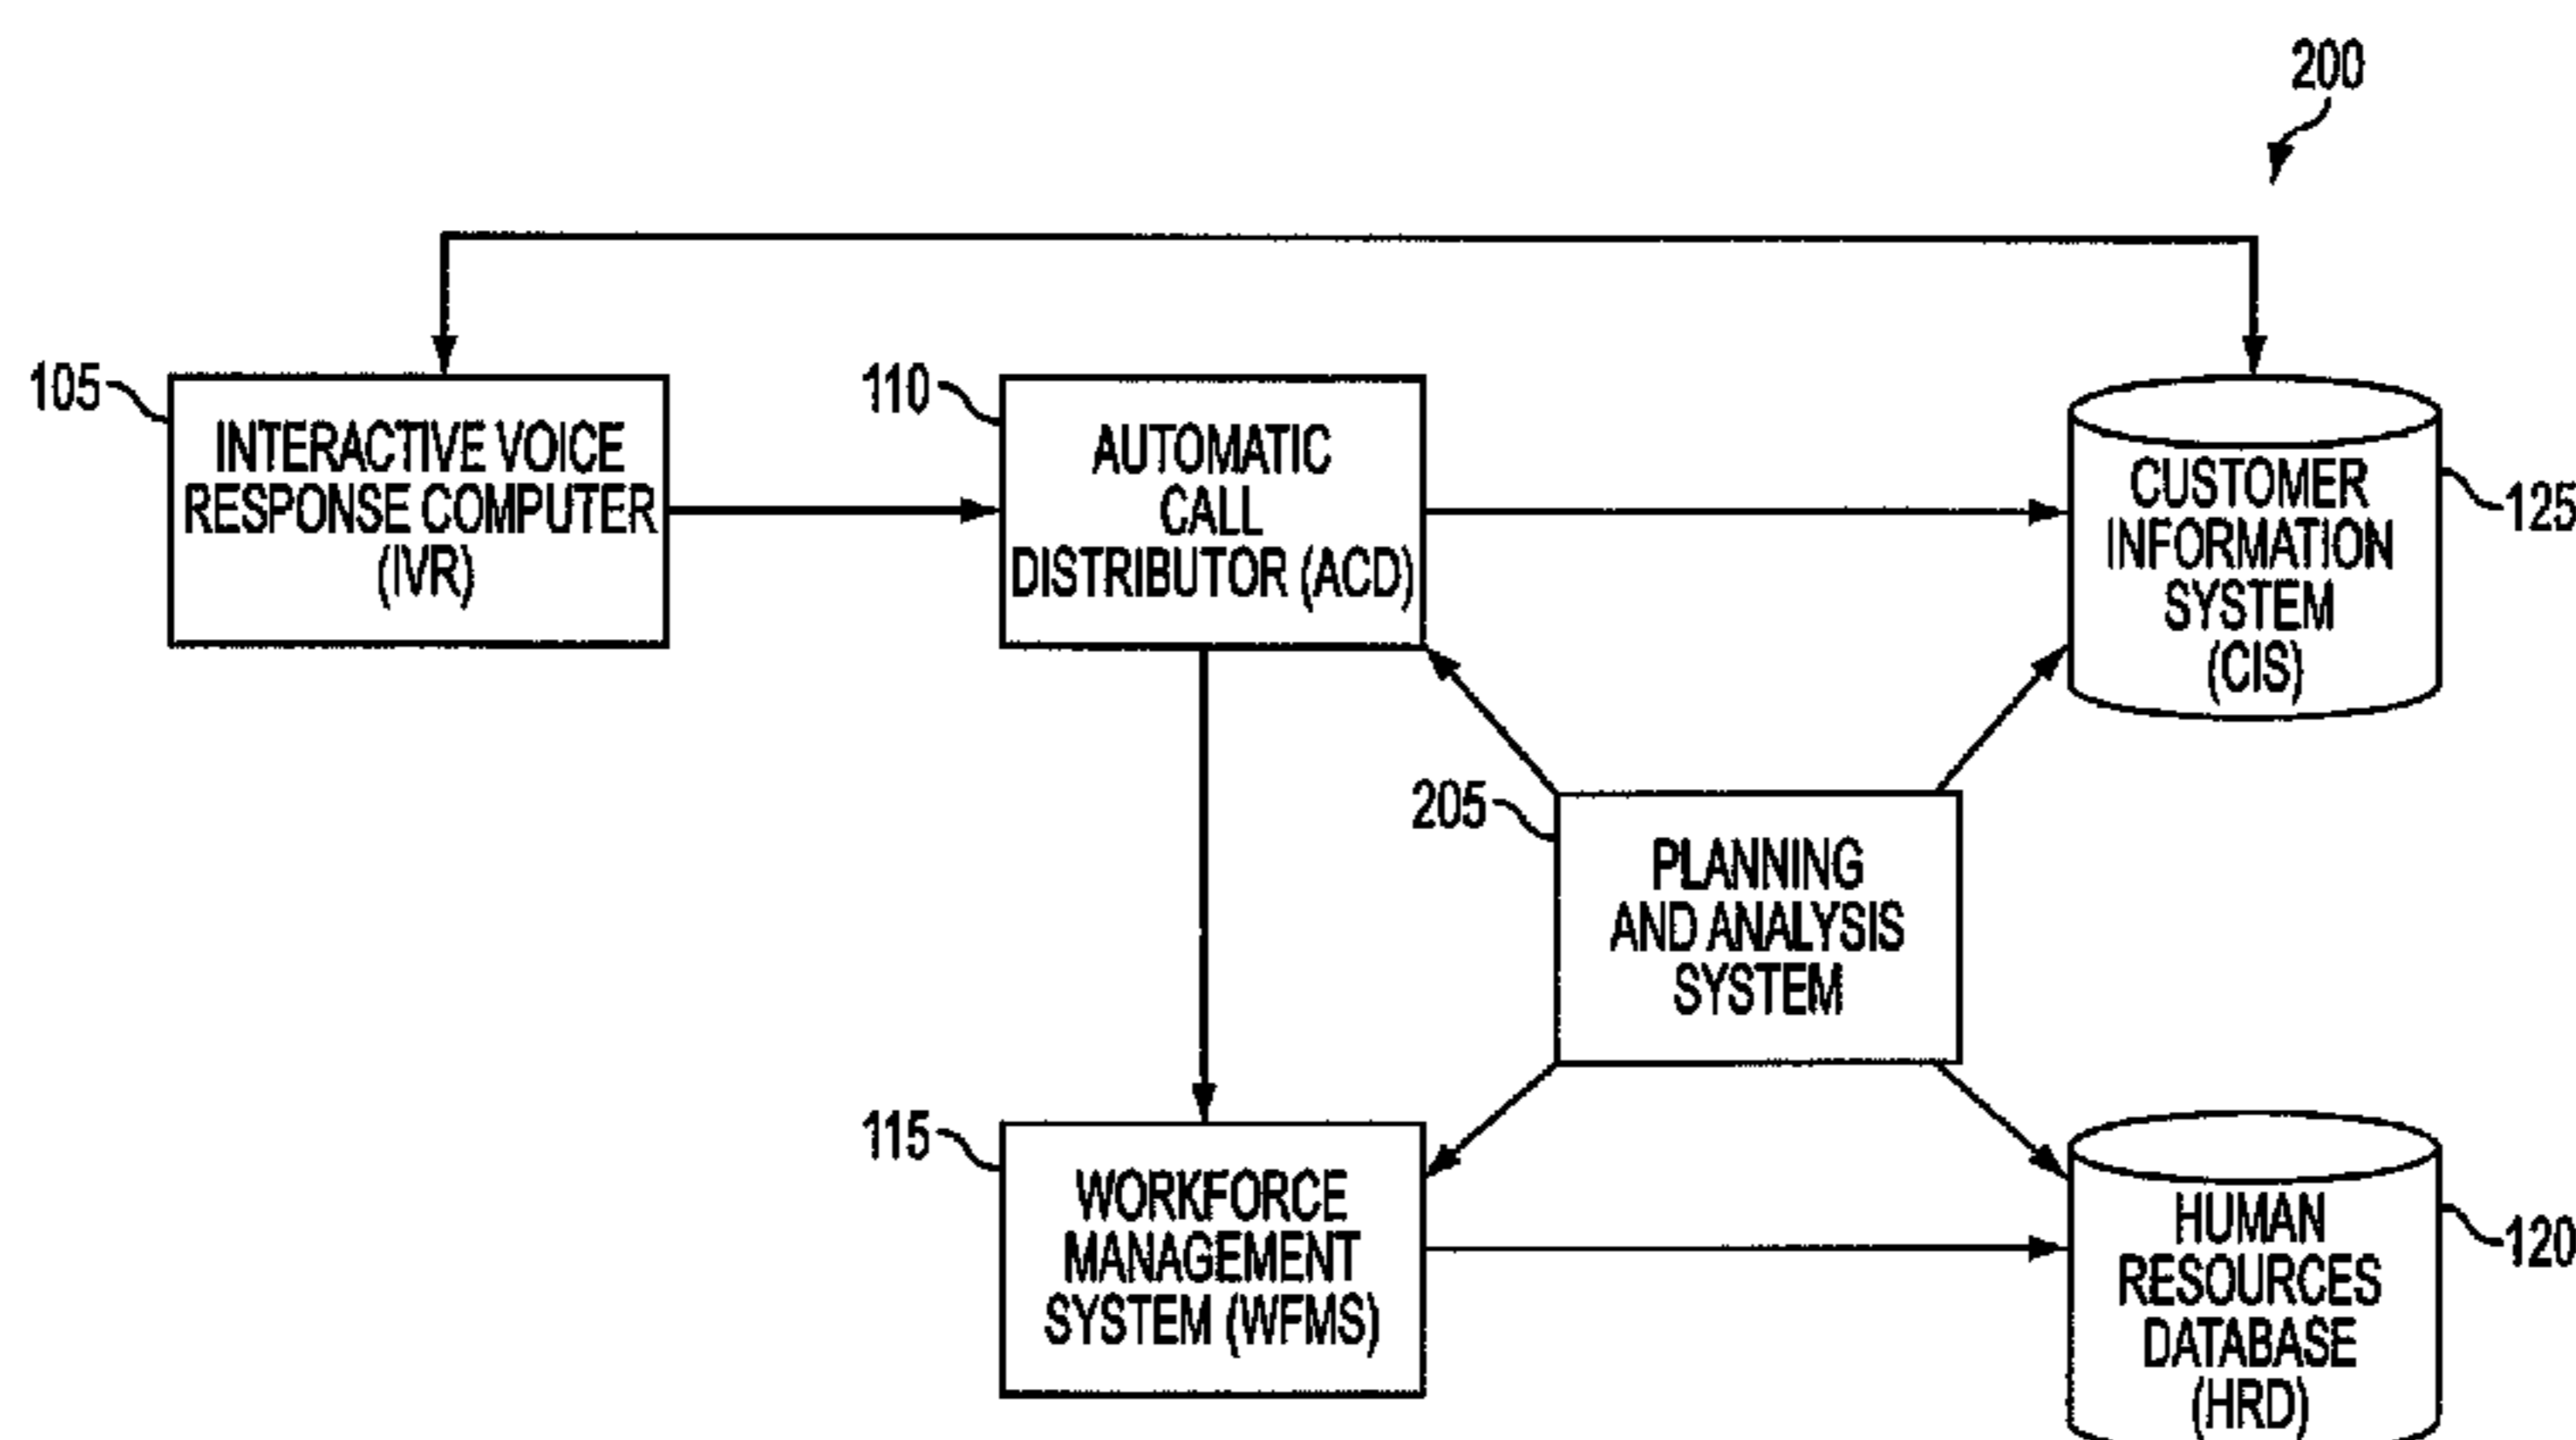 200
105
INTERACTIVE VOICE
RESPONSE COMPUTER
(IVR)
110
AUTOMATIC
CALL
DISTRIBUTOR (ACD)
CUSTOMER
INFORMATION
SYSTEM
(CIS)
125
205
PLANNING
AND ANALYSIS
SYSTEM
115
WORKFORCE
MANAGEMENT
SYSTEM (WFMS)
HUMAN
RESOURCES
DATABASE
(HRD)
120